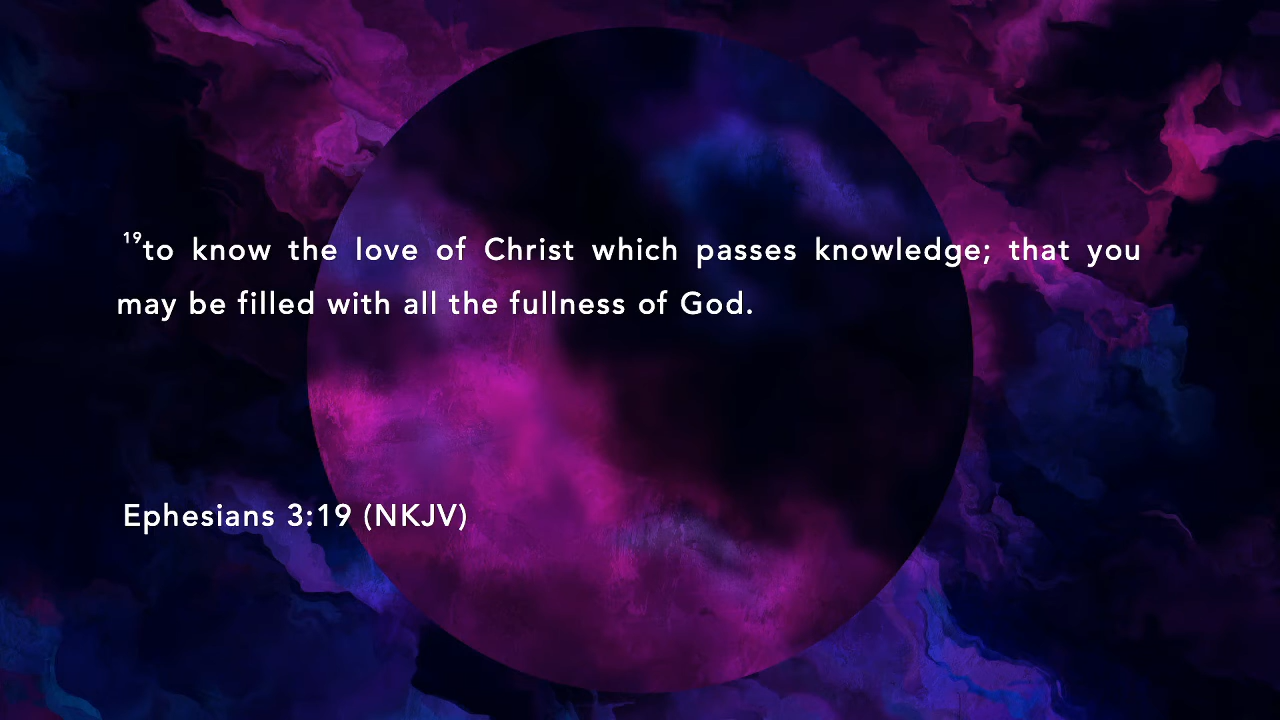 ¹⁹to know the love of Christ which passes knowledge; that you
may be filled with all the fullness of God.
Ephesians 3:19 (NKJV)